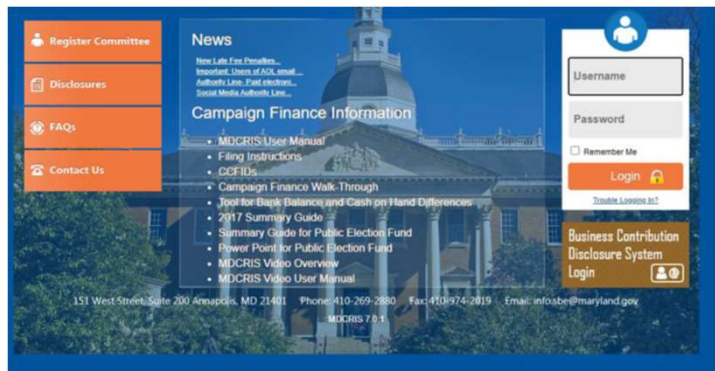 Register Committee
Disclosures
FAQs
Contact Us
News
New Late Fee Penalties...
Important: Users of AOL email ...
Authority Line- Paid electroni...
Social Media Authority Line...
Campaign Finance Information
MDCRIS User Manual
Filing Instructions
CCFIDs
Campaign Finance Walk-Through
Tool for Bank Balance and Cash on Hand Differences
2017 Summary Guide
Summary Guide for Public Election Fund
Power Point for Public Election Fund
MDCRIS Video Overview
MDCRIS Video User Manual
Username
Password
Remember Me
Login
Trouble Logging In?
Business Contribution
Disclosure System
Login
151 West Street, Suite 200 Annapolis, MD 21401 Phone: 410-269-2880 Fax: 410-974-2019 Email: info.sbe@maryland.gov
MDCRIS 7.0.1